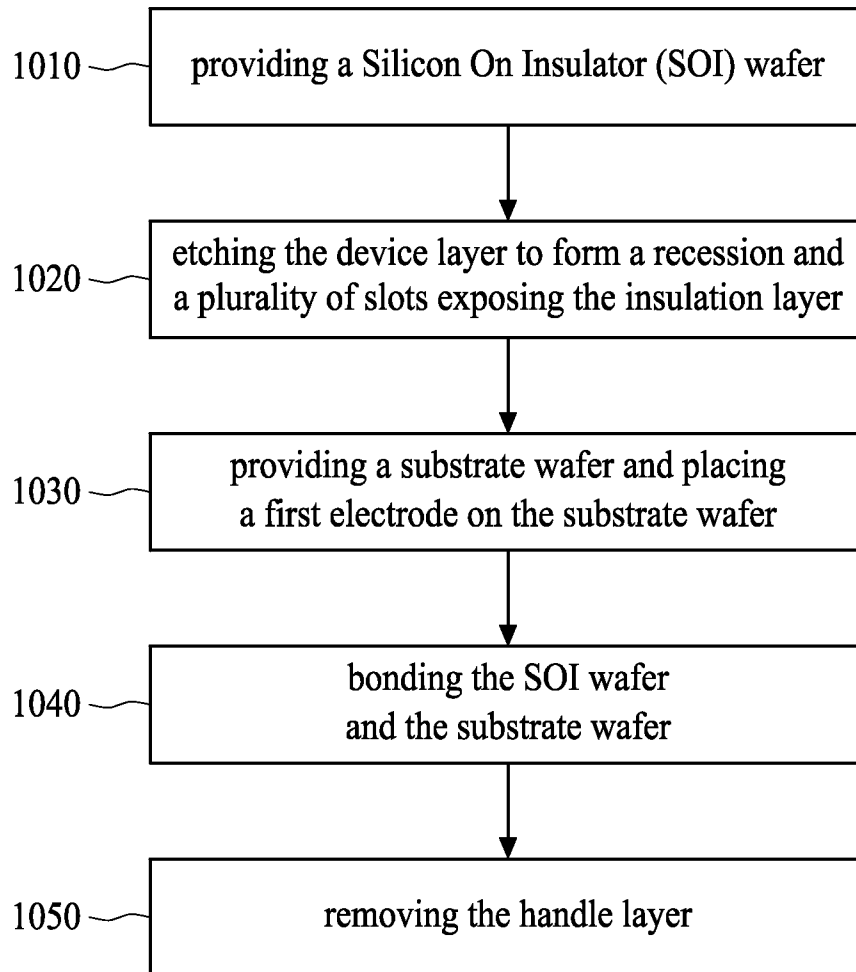 1010
providing a Silicon On Insulator (SOI) wafer
1020
etching the device layer to form a recession and
a plurality of slots exposing the insulation layer
1030
providing a substrate wafer and placing
a first electrode on the substrate wafer
1040
bonding the SOI wafer
and the substrate wafer
1050
removing the handle layer